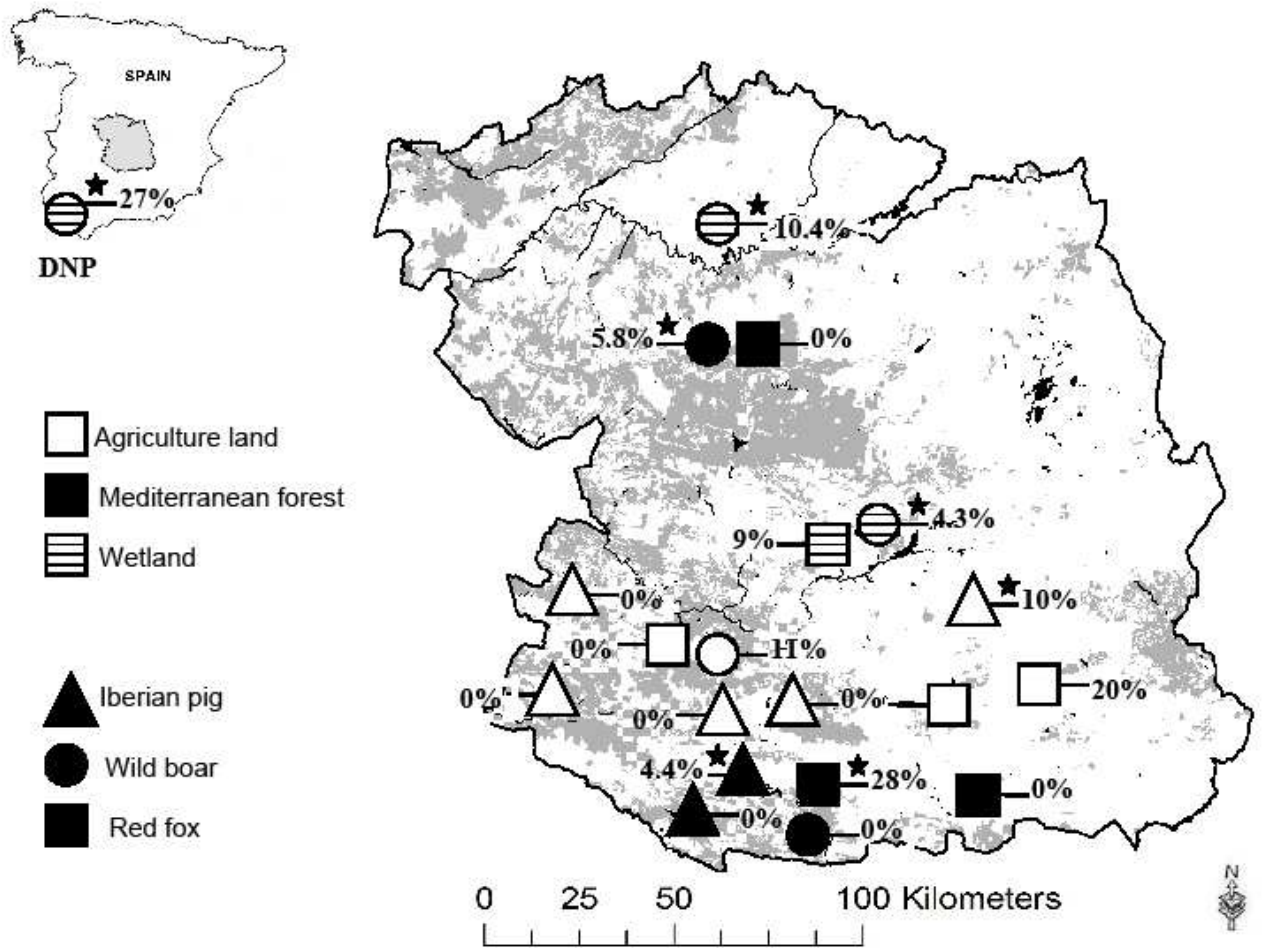 SPAIN
27%
DNP
10.4%
5.8%
0%
Agriculture land
Mediterranean forest
Wetland
4.3%
9%
0%
10%
0%
11%
0%
0%
0%
20%
Iberian pig
Wild boar
Red fox
4.4%
28%
0%
0%
0%
N
0 25 50 100 Kilometers